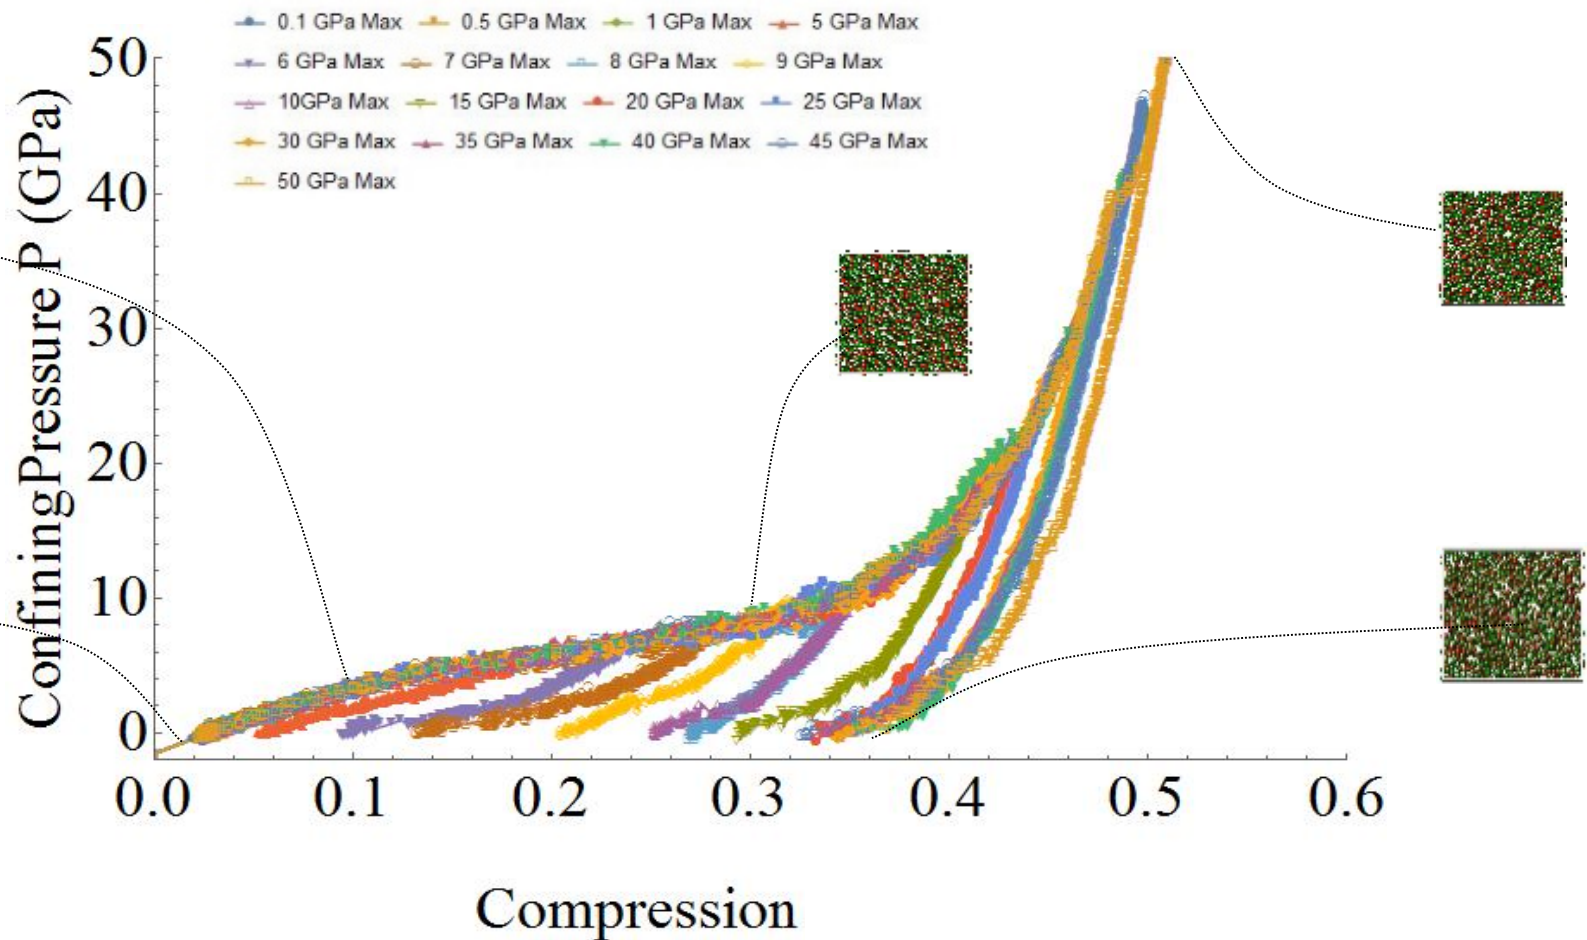 0.1 GPa Max 0.5 GPa Max 1 GPa Max 5 GPa Max
6 GPa Max 7 GPa Max 8 GPa Max 9 GPa Max
10GPa Max 15 GPa Max 20 GPa Max 25 GPa Max
30 GPa Max 35 GPa Max 40 GPa Max 45 GPa Max
50 GPa Max
ConfiningPressure P (GPa)
50
40
30
20
10
0
0.0 0.1 0.2 0.3 0.4 0.5 0.6
Compression